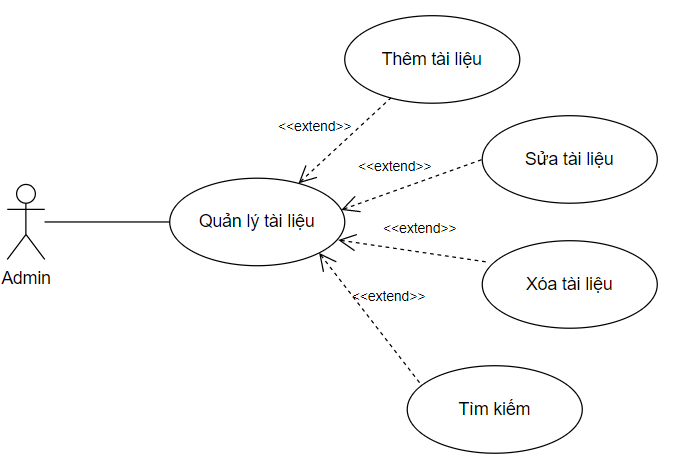 Thêm tài liệu
<<extend>>
Sửa tài liệu
<<extend>>
Quản lý tài liệu
<<extend>>
Admin
Xóa tài liệu
<<extend>>
Tìm kiếm